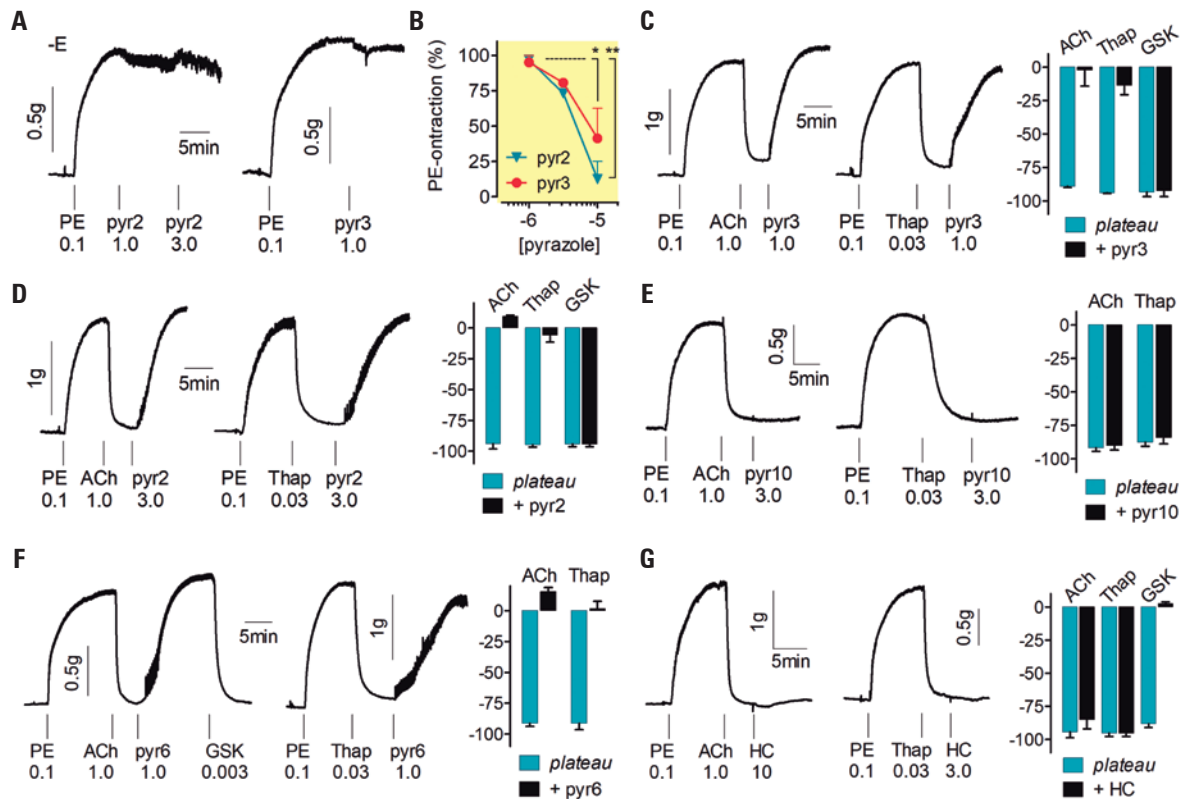 A
-E
0.5g
5min
0.5g
PE pyr2 pyr2
0.1 1.0 3.0
PE pyr3
0.1 1.0
B
PE-ontraction (%)
* **
100
75
50
25
0
pyr2
pyr3
-6 -5
[pyrazole]
C
1g
5min
PE ACh pyr3
0.1 1.0 1.0
PE Thap pyr3
0.1 0.03 1.0
ACh Thap GSK
0
-25
-50
-75
-100
plateau
+ pyr3
D
1g
5min
PE ACh pyr2
0.1 1.0 3.0
PE Thap pyr2
0.1 0.03 3.0
ACh Thap GSK
0
-25
-50
-75
-100
plateau
+ pyr2
E
0.5g
5min
PE ACh pyr10
0.1 1.0 3.0
PE Thap pyr10
0.1 0.03 3.0
ACh Thap
0
-25
-50
-75
-100
plateau
+ pyr10
F
0.5g
5min
1g
PE ACh pyr6 GSK
0.1 1.0 1.0 0.003
PE Thap pyr6
0.1 0.03 1.0
ACh Thap
0
-25
-50
-75
-100
plateau
+ pyr6
G
1g
5min
0.5g
PE ACh HC
0.1 1.0 10
PE Thap HC
0.1 0.03 3.0
ACh Thap GSK
0
-25
-50
-75
-100
plateau
+ HC